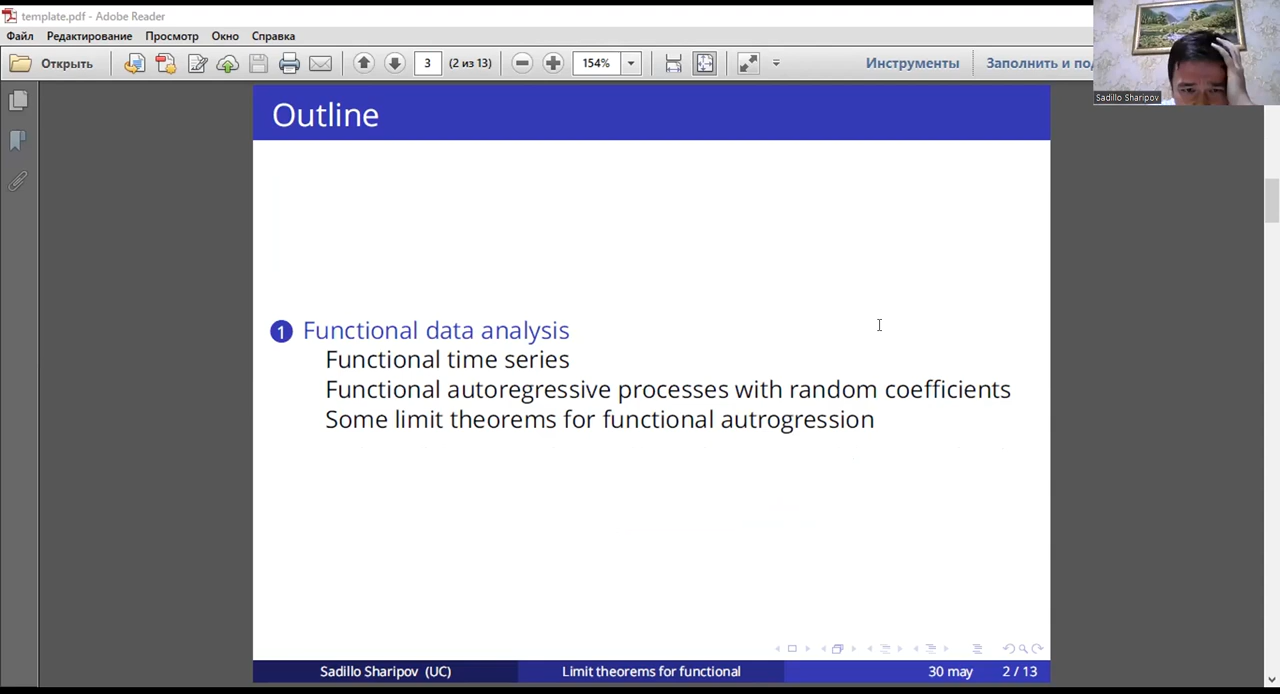 template.pdf - Adobe Reader
Файл Редактирование Просмотр Окно Справка
Открыть 3 (2 из 13) 154% Инструменты Заполнить и под
Sadillo Sharipov
Outline
1 Functional data analysis
Functional time series
Functional autoregressive processes with random coefficients
Some limit theorems for functional autrogression
Sadillo Sharipov (UC) Limit theorems for functional 30 may 2 / 13